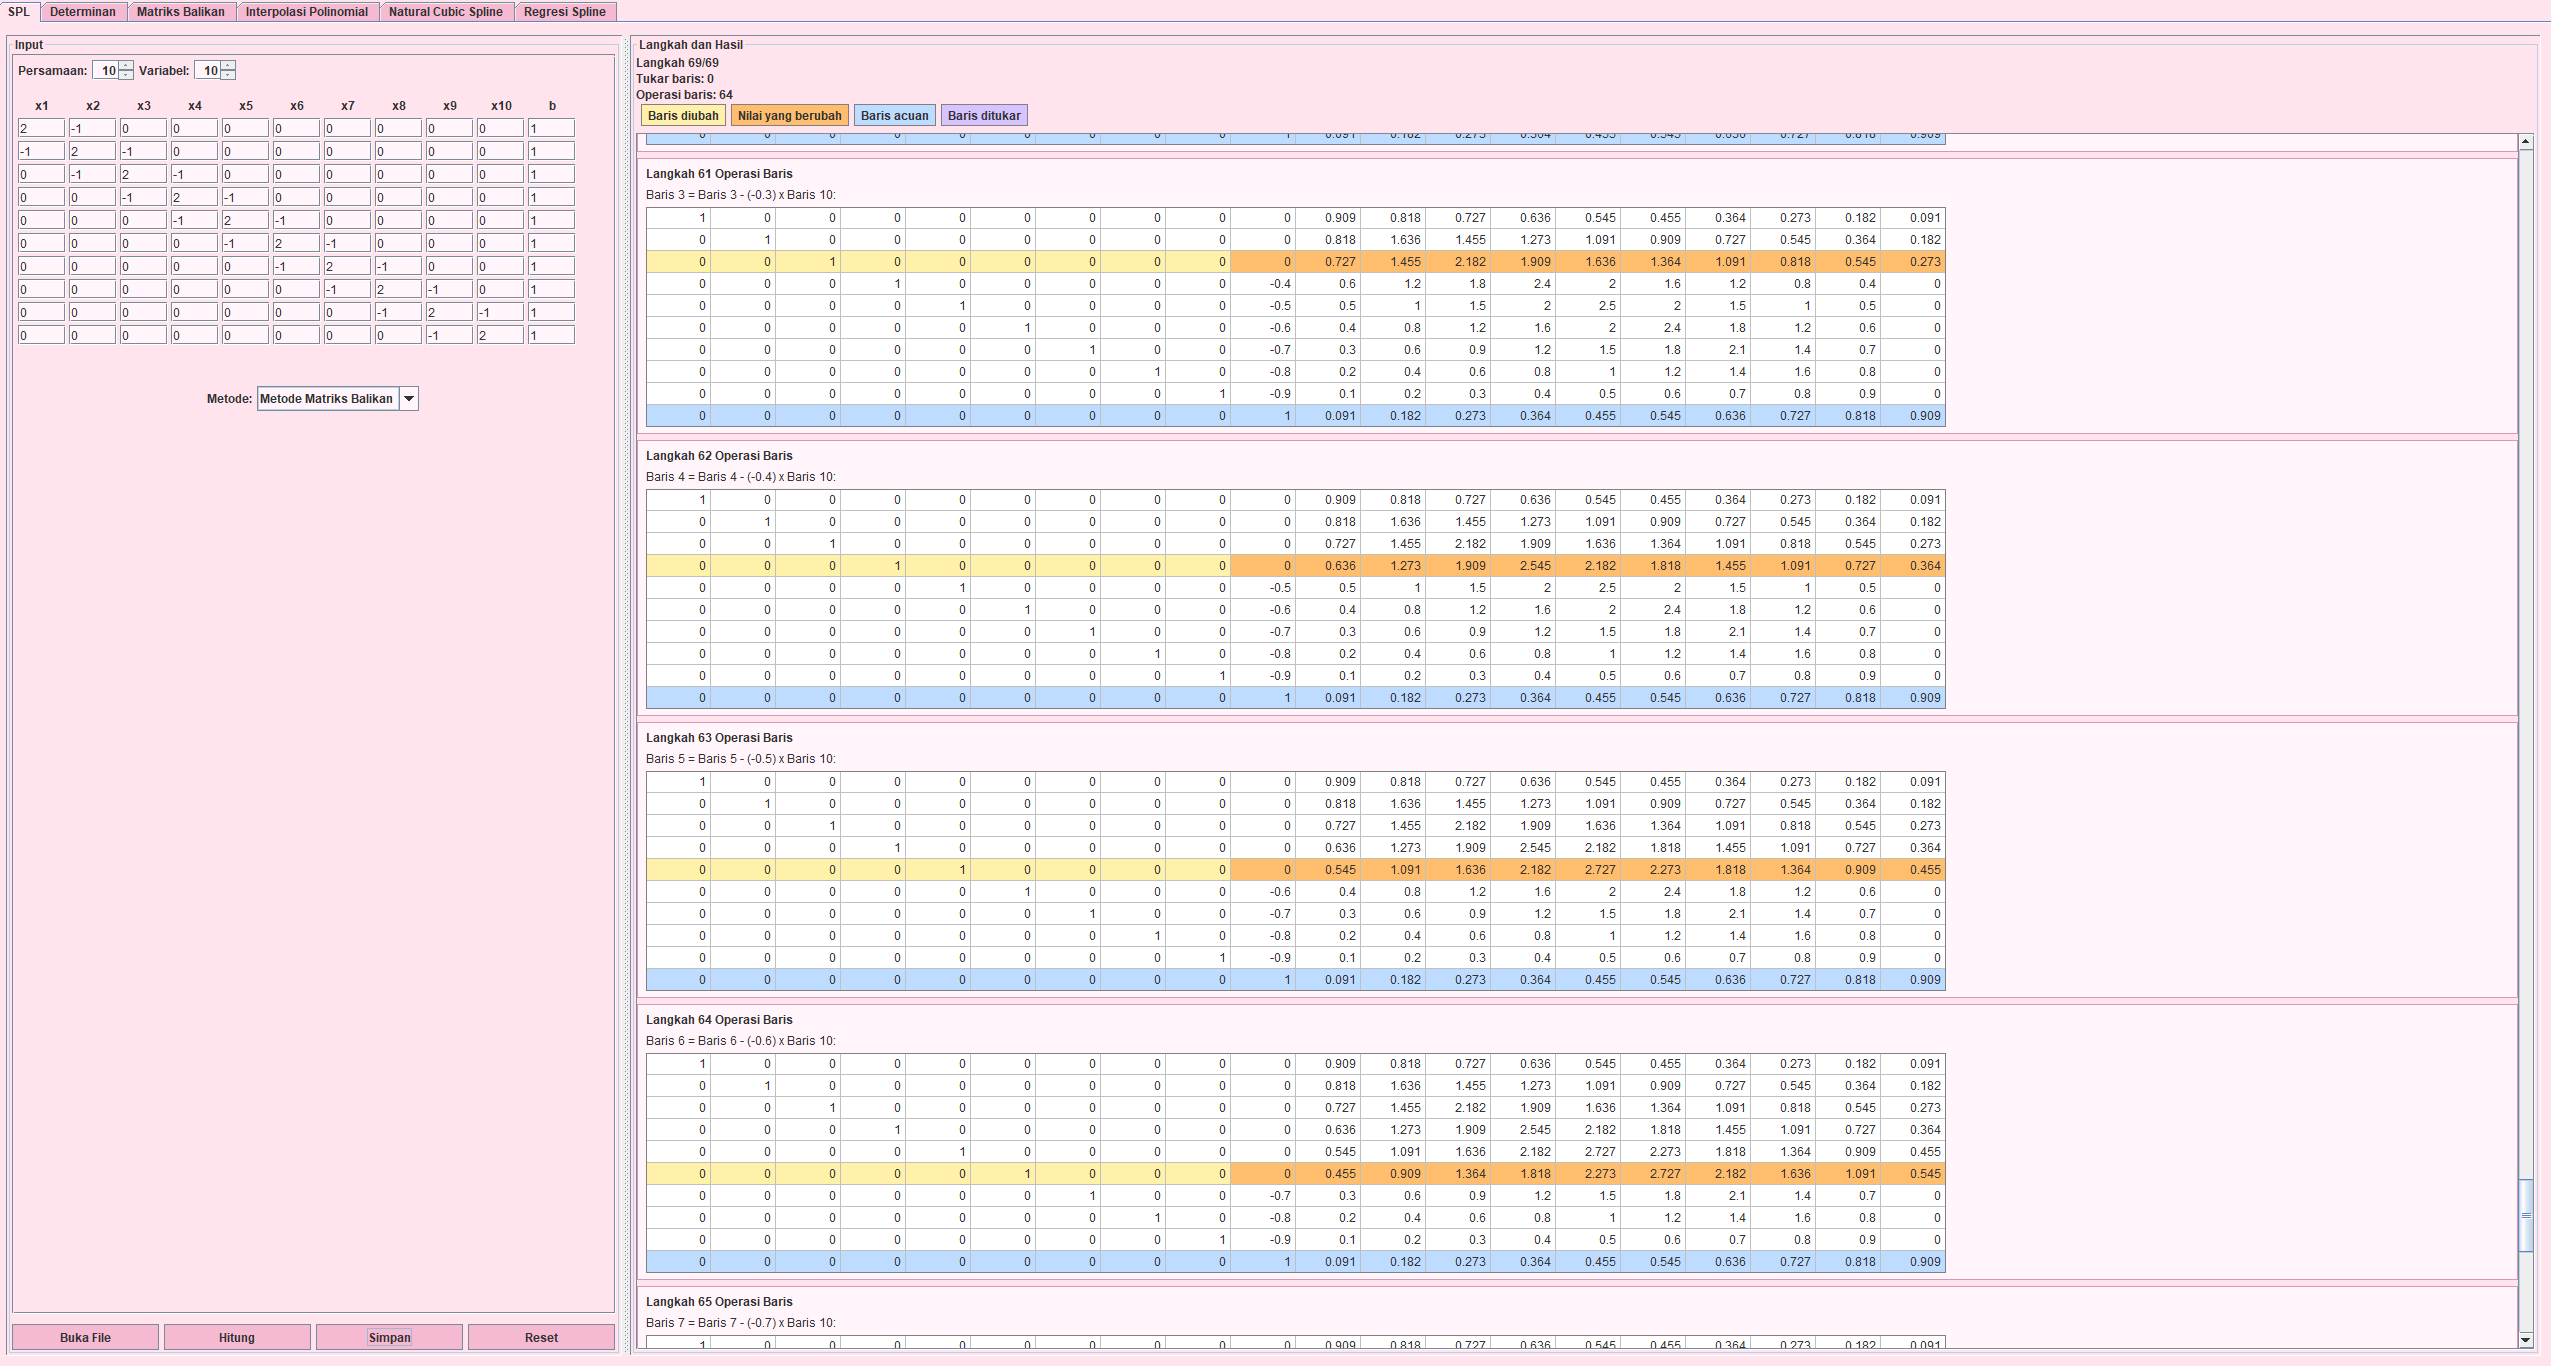 SPL Determinan Matriks Balikan Interpolasi Polinomial Natural Cubic Spline Regresi Spline
Input
Persamaan: 10 Variabel: 10
x1 x2 x3 x4 x5 x6 x7 x8 x9 x10 b
2 -1 0 0 0 0 0 0 0 0 1
-1 2 -1 0 0 0 0 0 0 0 1
0 -1 2 -1 0 0 0 0 0 0 1
0 0 -1 2 -1 0 0 0 0 0 1
0 0 0 -1 2 -1 0 0 0 0 1
0 0 0 0 -1 2 -1 0 0 0 1
0 0 0 0 0 -1 2 -1 0 0 1
0 0 0 0 0 0 -1 2 -1 0 1
0 0 0 0 0 0 0 -1 2 -1 1
0 0 0 0 0 0 0 0 -1 2 1
Metode: Metode Matriks Balikan
Buka File Hitung Simpan Reset
Langkah dan Hasil
Langkah 69/69
Tukar baris: 0
Operasi baris: 64
Baris diubah Nilai yang berubah Baris acuan Baris ditukar
0 0 0 0 0 0 0 0 0 1 0.091 0.182 0.273 0.364 0.455 0.545 0.636 0.727 0.818 0.909
Langkah 61 Operasi Baris
Baris 3 = Baris 3 - (-0.3) x Baris 10:
1 0 0 0 0 0 0 0 0 0 0.909 0.818 0.727 0.636 0.545 0.455 0.364 0.273 0.182 0.091
0 1 0 0 0 0 0 0 0 0 0.818 1.636 1.455 1.273 1.091 0.909 0.727 0.545 0.364 0.182
0 0 1 0 0 0 0 0 0 0 0.727 1.455 2.182 1.909 1.636 1.364 1.091 0.818 0.545 0.273
0 0 0 1 0 0 0 0 0 -0.4 0.6 1.2 1.8 2.4 2 1.6 1.2 0.8 0.4 0
0 0 0 0 1 0 0 0 0 -0.5 0.5 1 1.5 2 2.5 2 1.5 1 0.5 0
0 0 0 0 0 1 0 0 0 -0.6 0.4 0.8 1.2 1.6 2 2.4 1.8 1.2 0.6 0
0 0 0 0 0 0 1 0 0 -0.7 0.3 0.6 0.9 1.2 1.5 1.8 2.1 1.4 0.7 0
0 0 0 0 0 0 0 1 0 -0.8 0.2 0.4 0.6 0.8 1 1.2 1.4 1.6 0.8 0
0 0 0 0 0 0 0 0 1 -0.9 0.1 0.2 0.3 0.4 0.5 0.6 0.7 0.8 0.9 0
0 0 0 0 0 0 0 0 0 1 0.091 0.182 0.273 0.364 0.455 0.545 0.636 0.727 0.818 0.909
Langkah 62 Operasi Baris
Baris 4 = Baris 4 - (-0.4) x Baris 10:
1 0 0 0 0 0 0 0 0 0 0.909 0.818 0.727 0.636 0.545 0.455 0.364 0.273 0.182 0.091
0 1 0 0 0 0 0 0 0 0 0.818 1.636 1.455 1.273 1.091 0.909 0.727 0.545 0.364 0.182
0 0 1 0 0 0 0 0 0 0 0.727 1.455 2.182 1.909 1.636 1.364 1.091 0.818 0.545 0.273
0 0 0 1 0 0 0 0 0 0 0.636 1.273 1.909 2.545 2.182 1.818 1.455 1.091 0.727 0.364
0 0 0 0 1 0 0 0 0 -0.5 0.5 1 1.5 2 2.5 2 1.5 1 0.5 0
0 0 0 0 0 1 0 0 0 -0.6 0.4 0.8 1.2 1.6 2 2.4 1.8 1.2 0.6 0
0 0 0 0 0 0 1 0 0 -0.7 0.3 0.6 0.9 1.2 1.5 1.8 2.1 1.4 0.7 0
0 0 0 0 0 0 0 1 0 -0.8 0.2 0.4 0.6 0.8 1 1.2 1.4 1.6 0.8 0
0 0 0 0 0 0 0 0 1 -0.9 0.1 0.2 0.3 0.4 0.5 0.6 0.7 0.8 0.9 0
0 0 0 0 0 0 0 0 0 1 0.091 0.182 0.273 0.364 0.455 0.545 0.636 0.727 0.818 0.909
Langkah 63 Operasi Baris
Baris 5 = Baris 5 - (-0.5) x Baris 10:
1 0 0 0 0 0 0 0 0 0 0.909 0.818 0.727 0.636 0.545 0.455 0.364 0.273 0.182 0.091
0 1 0 0 0 0 0 0 0 0 0.818 1.636 1.455 1.273 1.091 0.909 0.727 0.545 0.364 0.182
0 0 1 0 0 0 0 0 0 0 0.727 1.455 2.182 1.909 1.636 1.364 1.091 0.818 0.545 0.273
0 0 0 1 0 0 0 0 0 0 0.636 1.273 1.909 2.545 2.182 1.818 1.455 1.091 0.727 0.364
0 0 0 0 1 0 0 0 0 0 0.545 1.091 1.636 2.182 2.727 2.273 1.818 1.364 0.909 0.455
0 0 0 0 0 1 0 0 0 -0.6 0.4 0.8 1.2 1.6 2 2.4 1.8 1.2 0.6 0
0 0 0 0 0 0 1 0 0 -0.7 0.3 0.6 0.9 1.2 1.5 1.8 2.1 1.4 0.7 0
0 0 0 0 0 0 0 1 0 -0.8 0.2 0.4 0.6 0.8 1 1.2 1.4 1.6 0.8 0
0 0 0 0 0 0 0 0 1 -0.9 0.1 0.2 0.3 0.4 0.5 0.6 0.7 0.8 0.9 0
0 0 0 0 0 0 0 0 0 1 0.091 0.182 0.273 0.364 0.455 0.545 0.636 0.727 0.818 0.909
Langkah 64 Operasi Baris
Baris 6 = Baris 6 - (-0.6) x Baris 10:
1 0 0 0 0 0 0 0 0 0 0.909 0.818 0.727 0.636 0.545 0.455 0.364 0.273 0.182 0.091
0 1 0 0 0 0 0 0 0 0 0.818 1.636 1.455 1.273 1.091 0.909 0.727 0.545 0.364 0.182
0 0 1 0 0 0 0 0 0 0 0.727 1.455 2.182 1.909 1.636 1.364 1.091 0.818 0.545 0.273
0 0 0 1 0 0 0 0 0 0 0.636 1.273 1.909 2.545 2.182 1.818 1.455 1.091 0.727 0.364
0 0 0 0 1 0 0 0 0 0 0.545 1.091 1.636 2.182 2.727 2.273 1.818 1.364 0.909 0.455
0 0 0 0 0 1 0 0 0 0 0.455 0.909 1.364 1.818 2.273 2.727 2.182 1.636 1.091 0.545
0 0 0 0 0 0 1 0 0 -0.7 0.3 0.6 0.9 1.2 1.5 1.8 2.1 1.4 0.7 0
0 0 0 0 0 0 0 1 0 -0.8 0.2 0.4 0.6 0.8 1 1.2 1.4 1.6 0.8 0
0 0 0 0 0 0 0 0 1 -0.9 0.1 0.2 0.3 0.4 0.5 0.6 0.7 0.8 0.9 0
0 0 0 0 0 0 0 0 0 1 0.091 0.182 0.273 0.364 0.455 0.545 0.636 0.727 0.818 0.909
Langkah 65 Operasi Baris
Baris 7 = Baris 7 - (-0.7) x Baris 10:
1 0 0 0 0 0 0 0 0 0 0.909 0.818 0.727 0.636 0.545 0.455 0.364 0.273 0.182 0.091